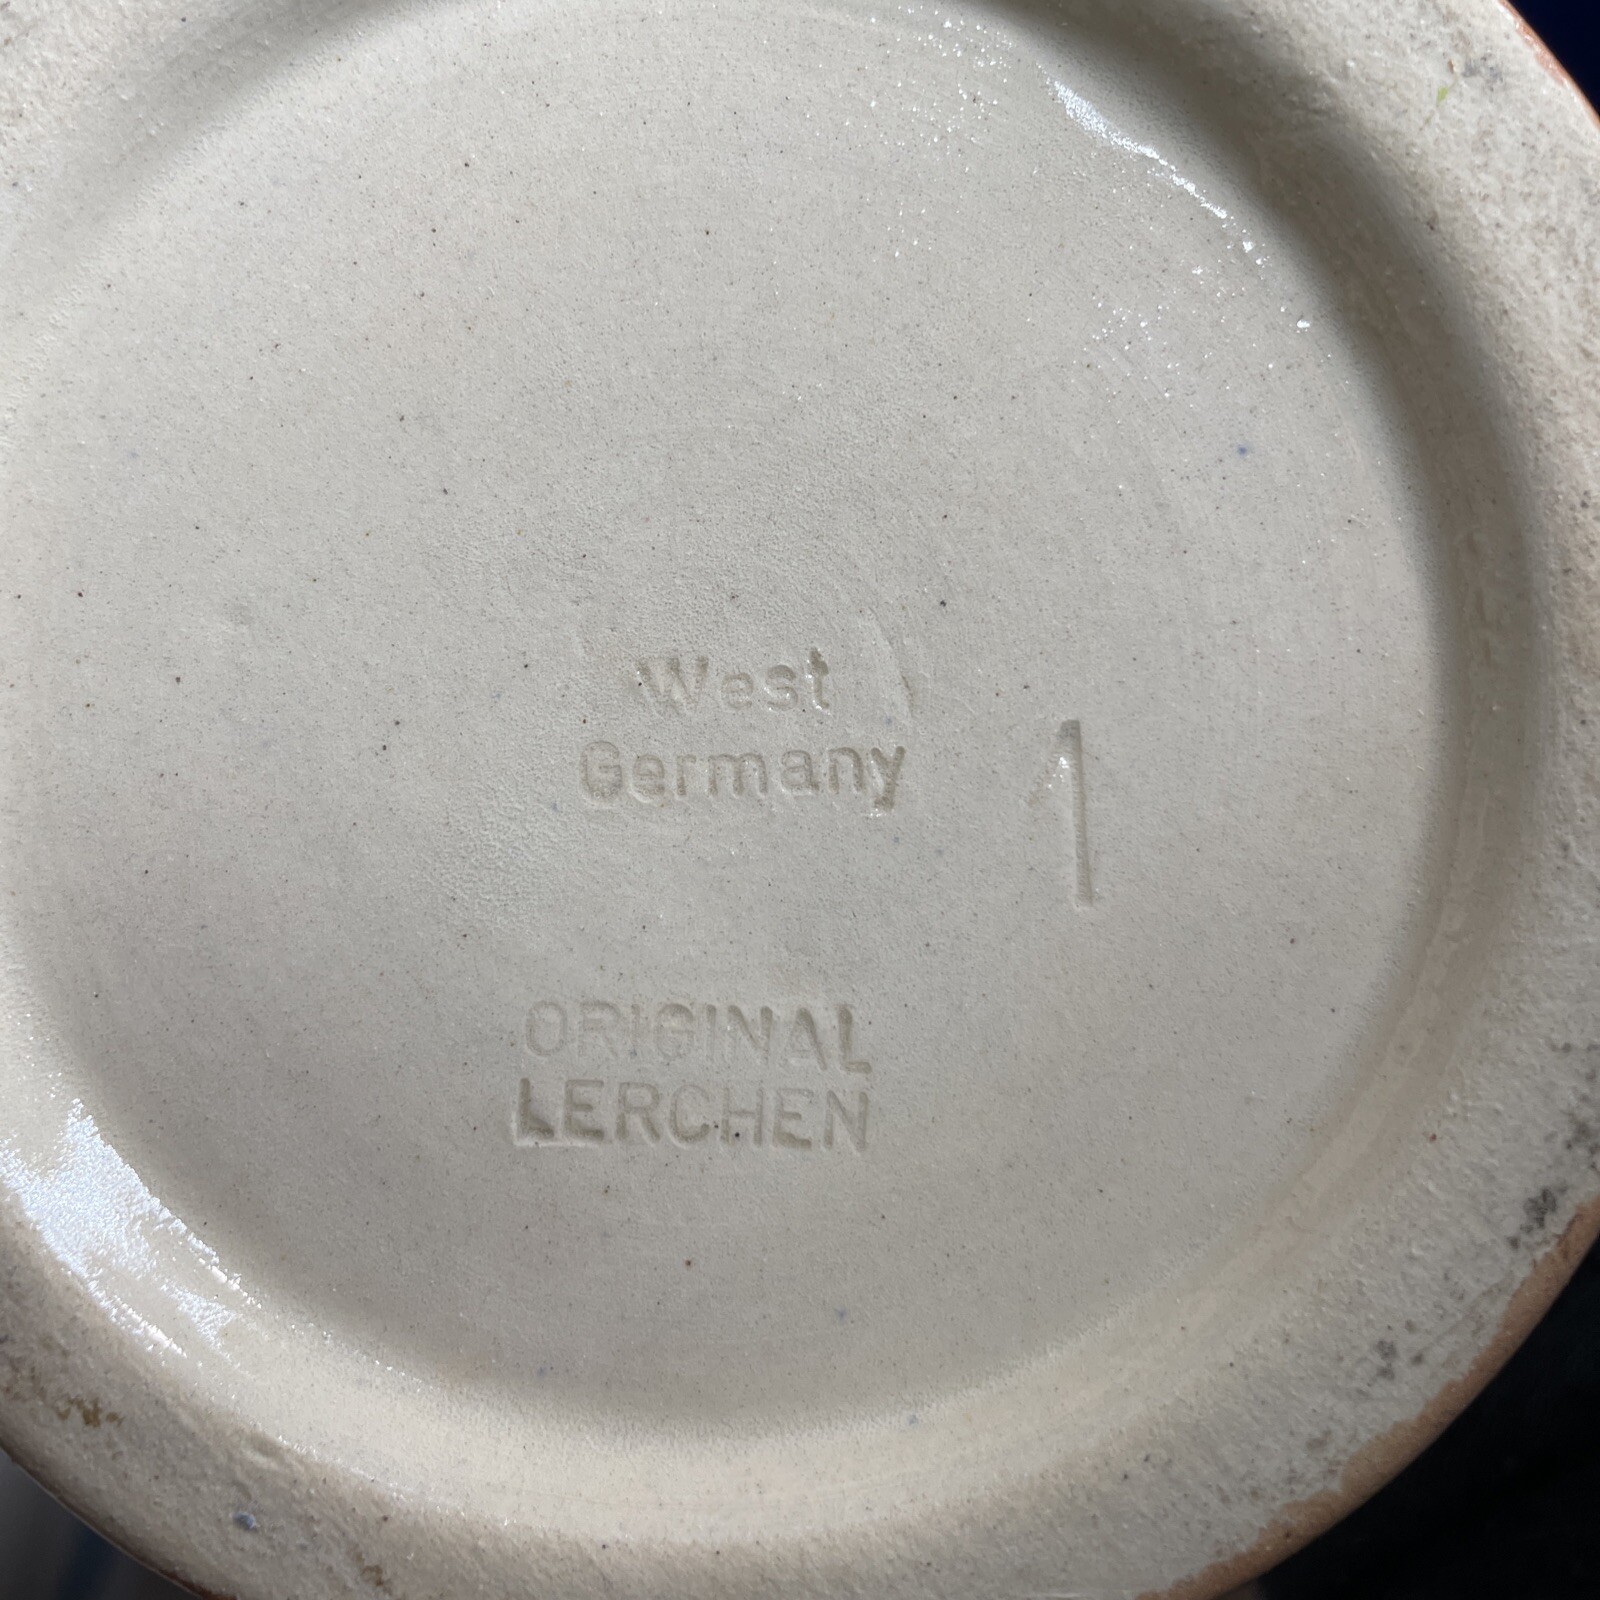 West
Germany
1
ORIGINAL
LERCHEN